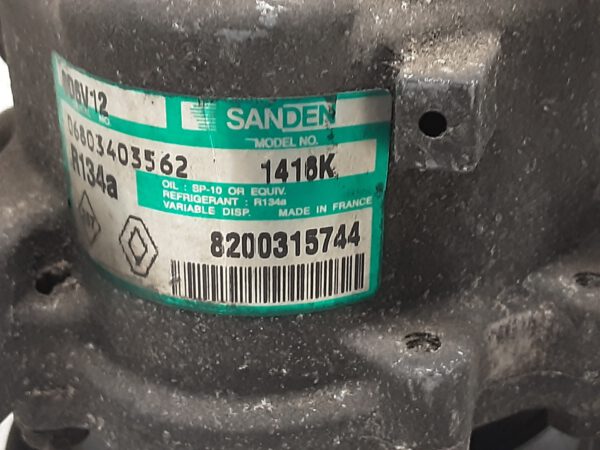 SD6V12
SANDEN
NO.
MODEL NO.
06803403562
1418K
R134a
OIL : SP-10 OR EQUIV.
REFRIGERANT : R134a
VARIABLE DISP. MADE IN FRANCE
8200315744